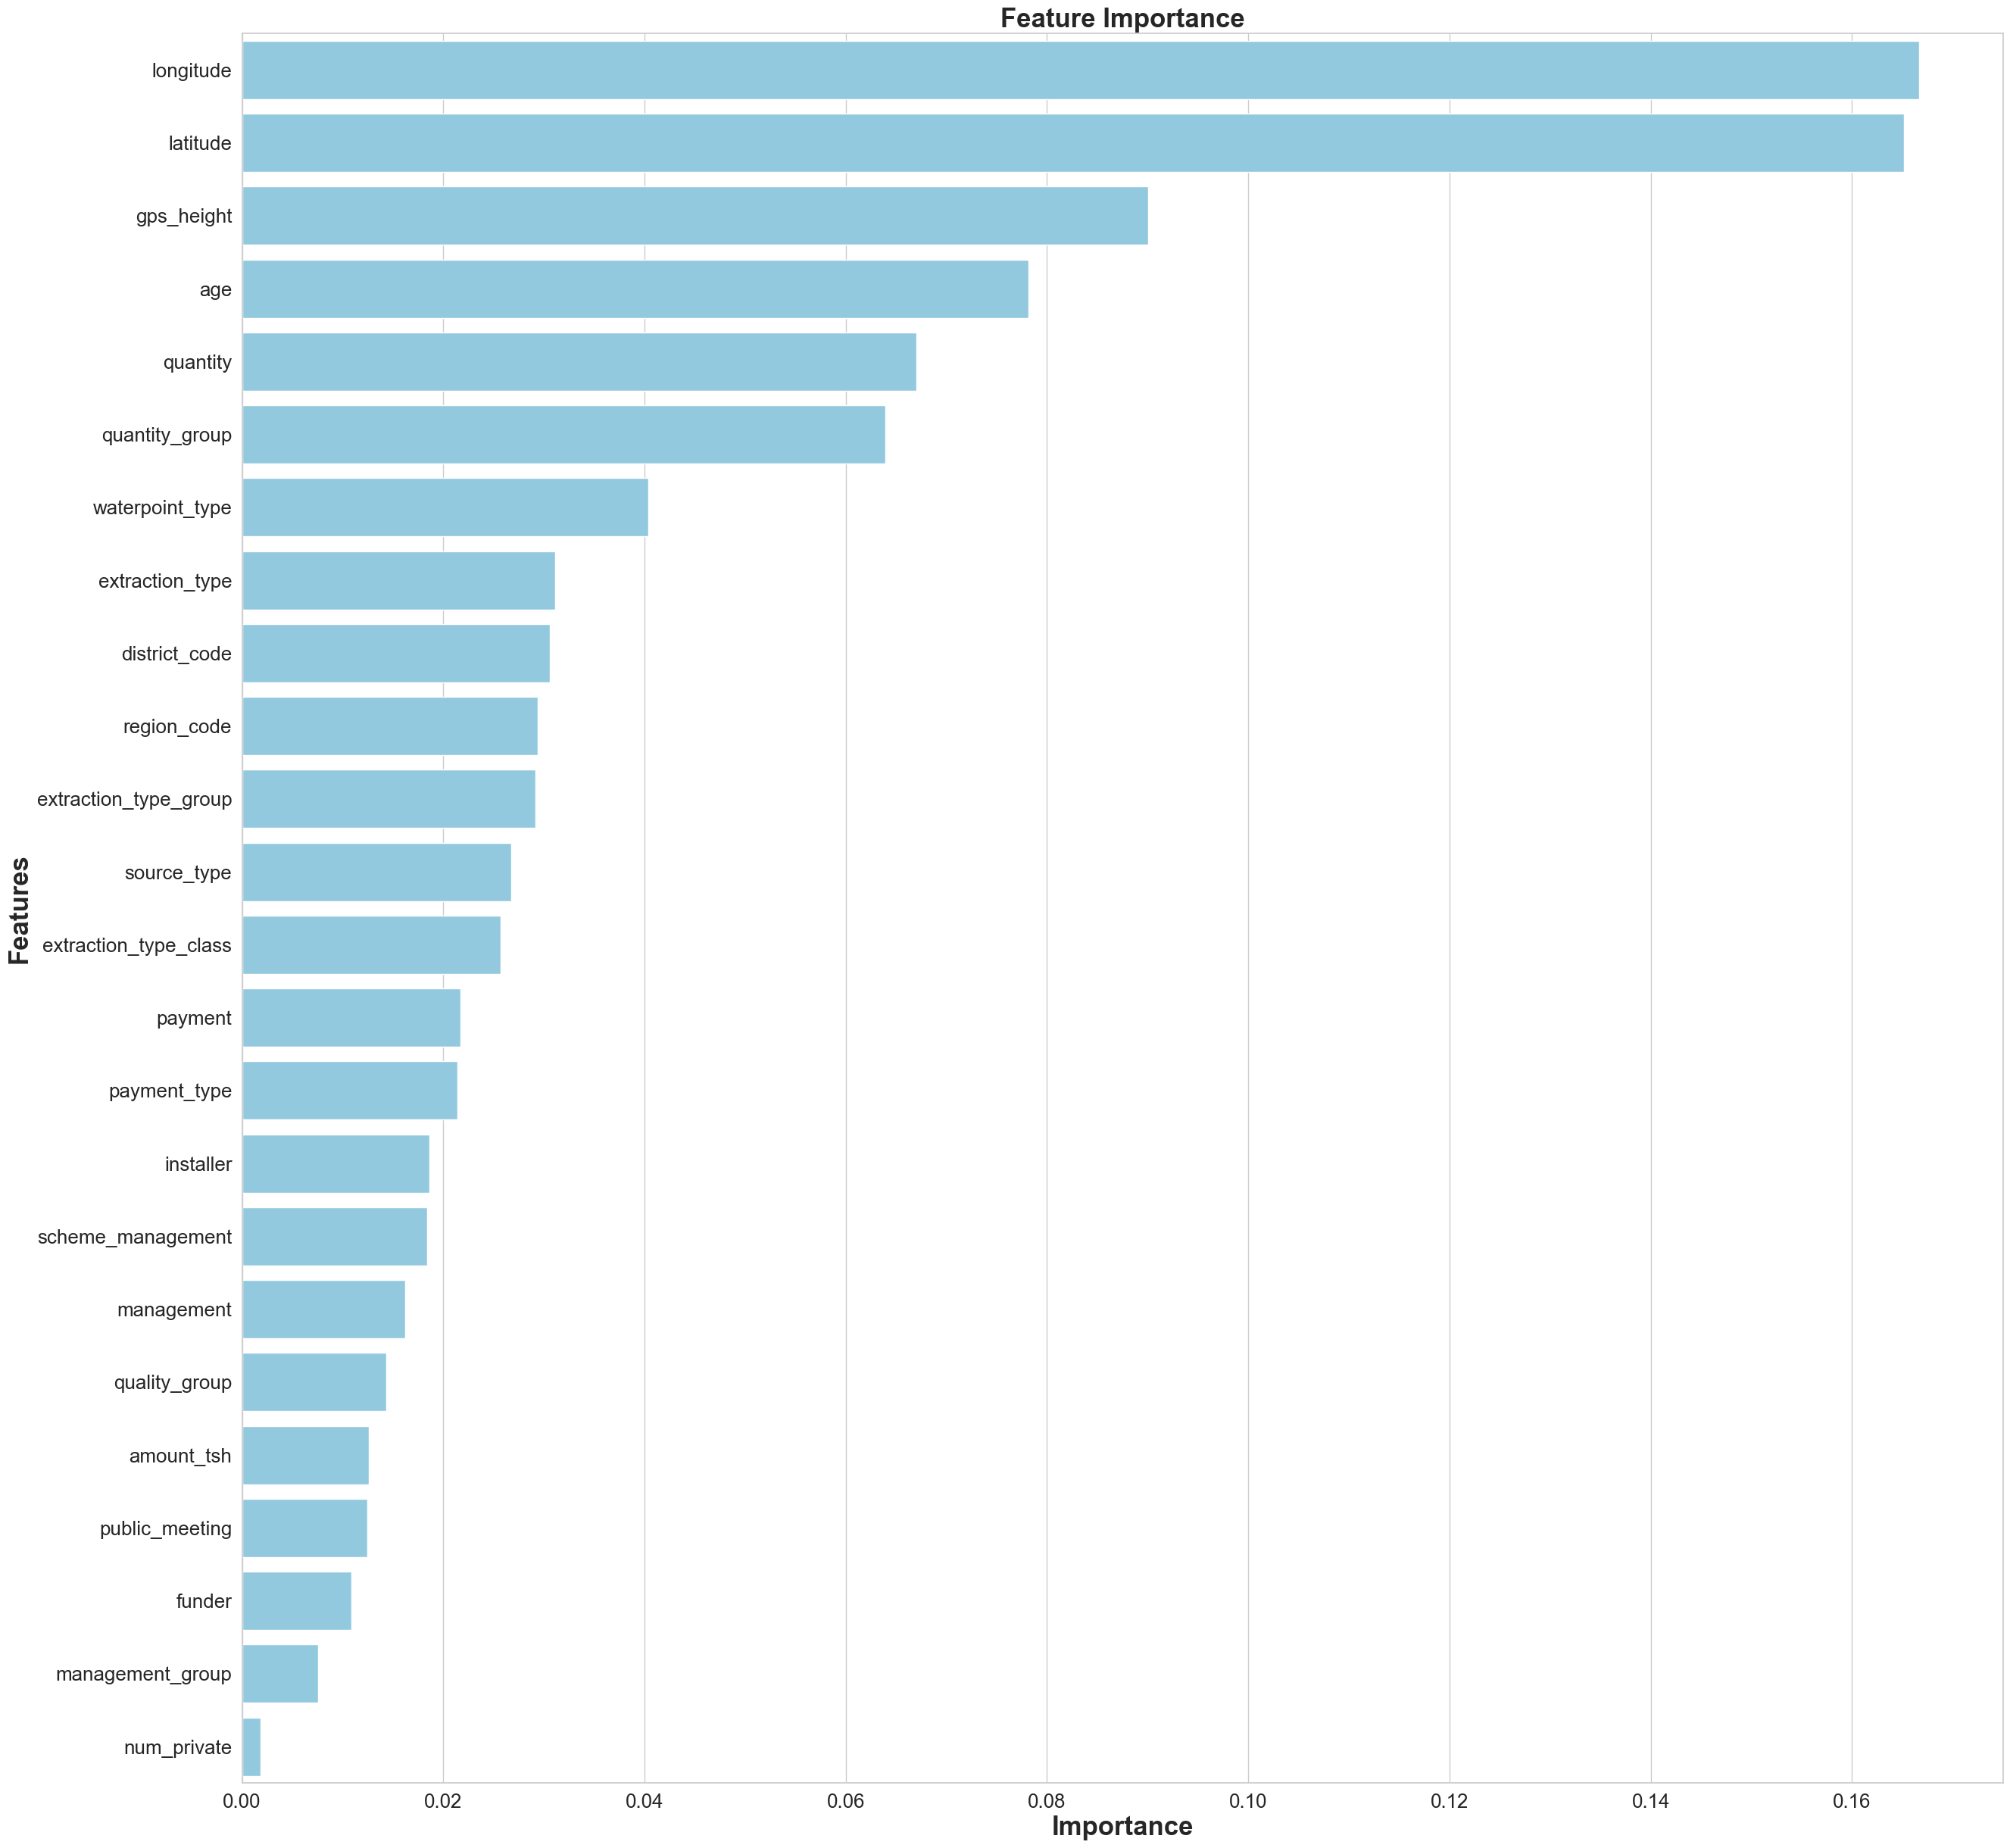 Feature Importance
longitude
latitude
gps_height
age
quantity
quantity_group
waterpoint_type
extraction_type
district_code
region_code
extraction_type_group
source_type
extraction_type_class
payment
payment_type
installer
scheme_management
management
quality_group
amount_tsh
public_meeting
funder
management_group
num_private
Features
0.00 0.02 0.04 0.06 0.08 0.10 0.12 0.14 0.16
Importance